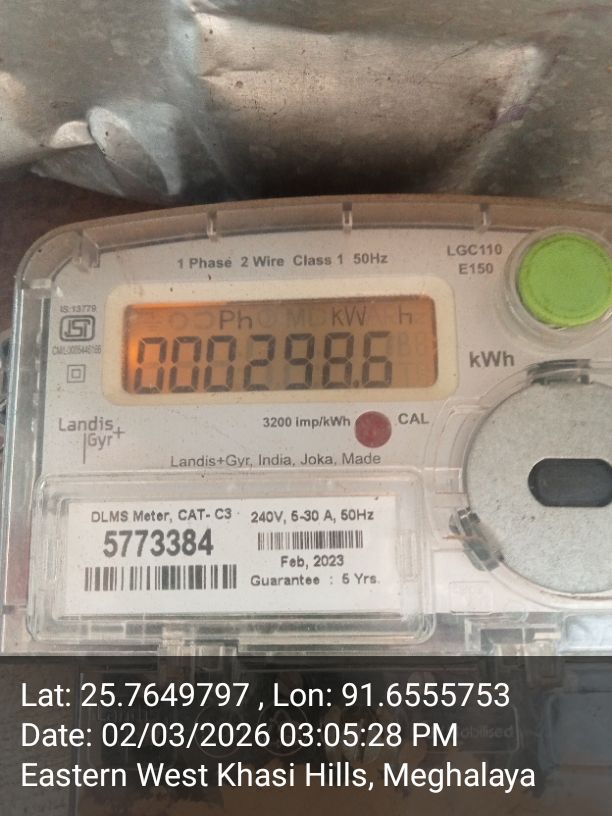 1 Phase 2 Wire Class 1 50Hz
LGC110
E150
IS:13779
Ph kW h
000298.6
kWh
Landis
Gyr+
3200 imp/kWh
CAL
Landis+Gyr, India, Joka, Made
DLMS Meter, CAT- C3
240V, 5-30 A, 50Hz
5773384
Feb, 2023
Guarantee : 5 Yrs.
Lat: 25.7649797 , Lon: 91.6555753
Date: 02/03/2026 03:05:28 PM
Eastern West Khasi Hills, Meghalaya